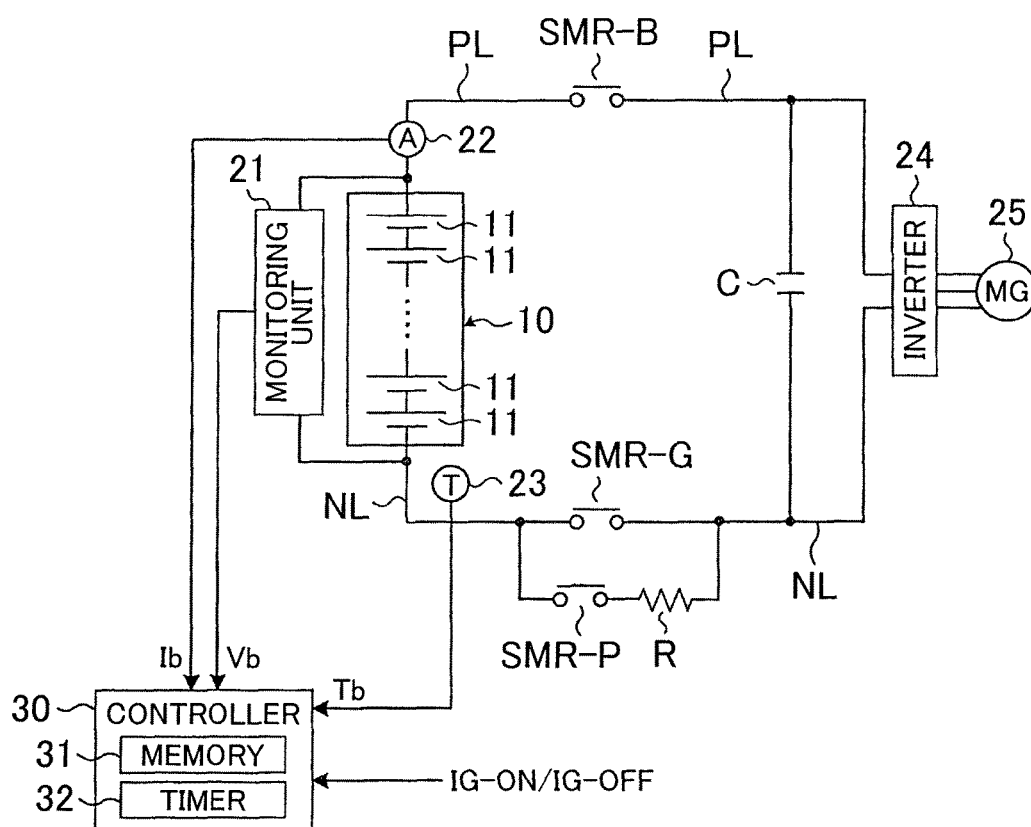 SMR-B
PL
PL
A
22
21
MONITORING
UNIT
11
11
10
11
11
C
24
INVERTER
25
MG
NL
T
23
SMR-G
NL
SMR-P
R
Ib
Vb
Tb
30
CONTROLLER
31
MEMORY
32
TIMER
IG-ON/IG-OFF